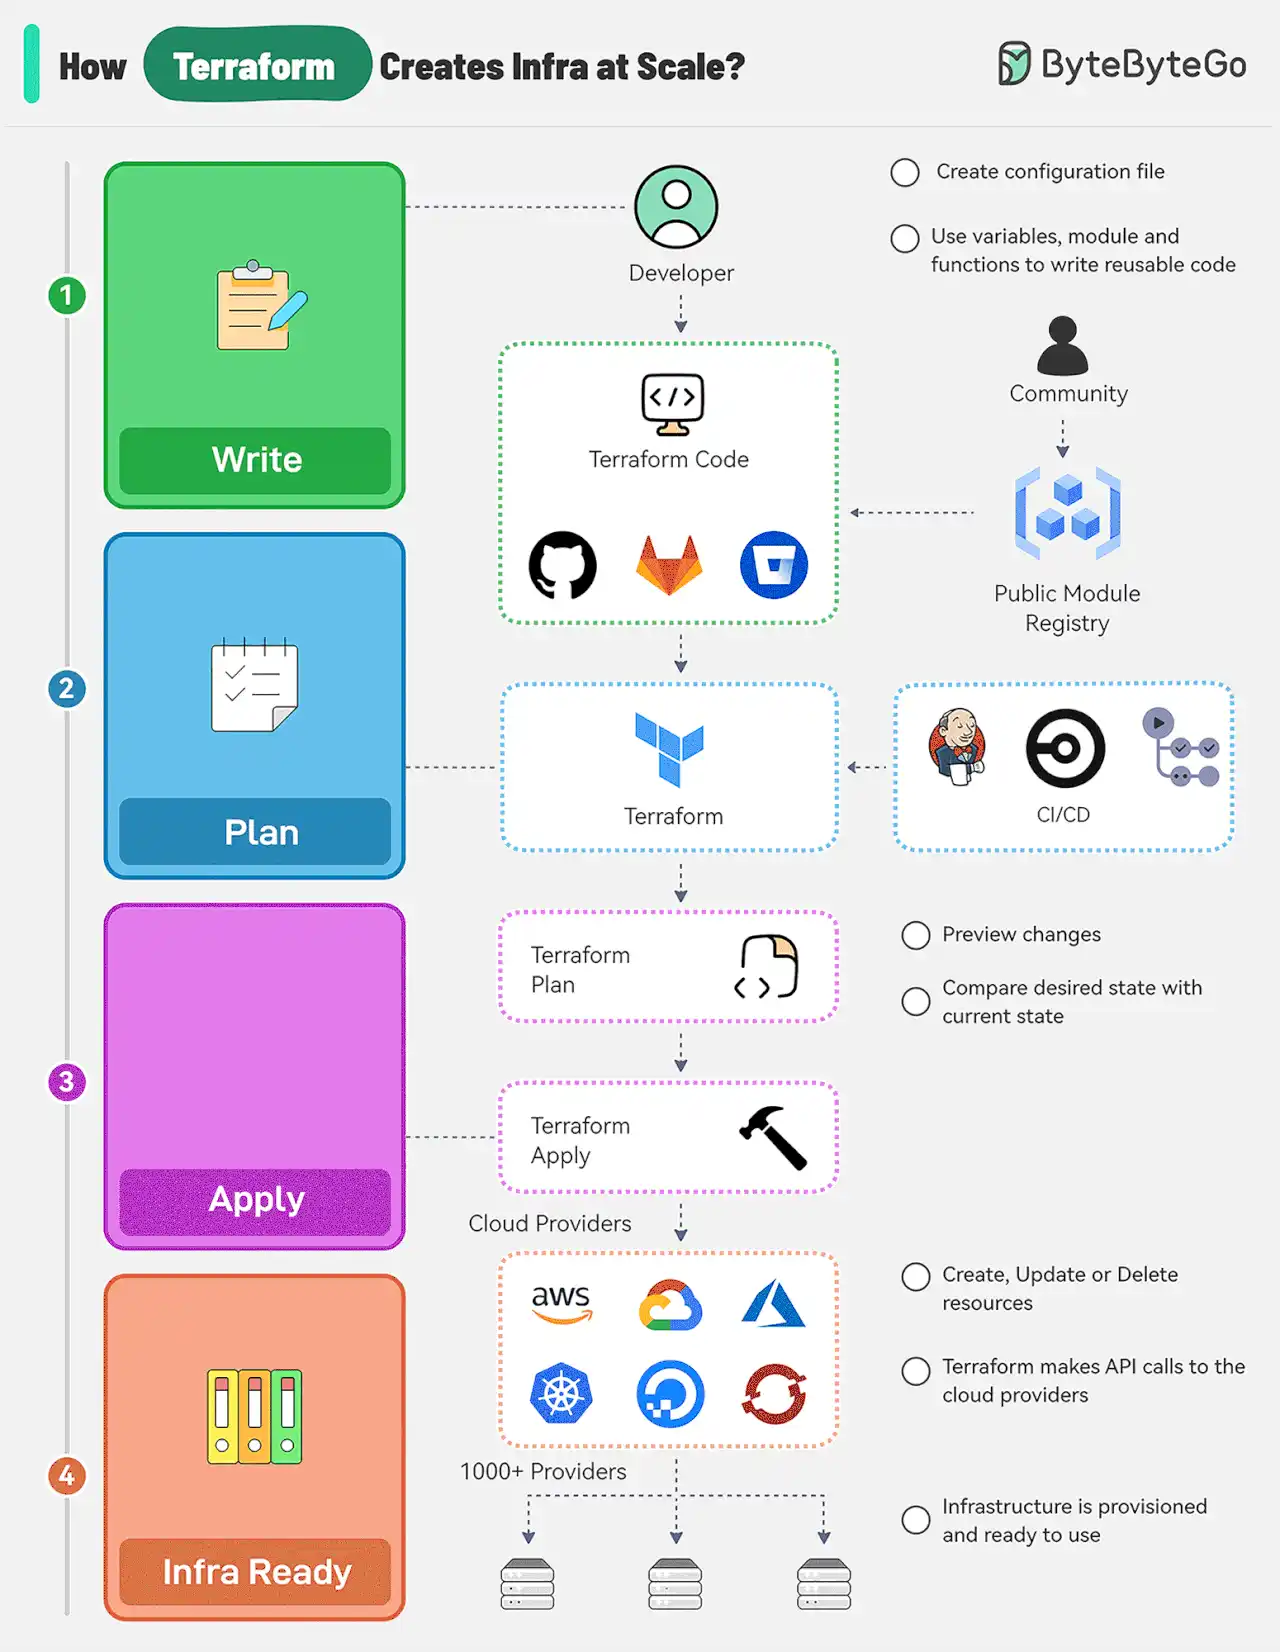 How Terraform Creates Infra at Scale?
ByteByteGo
1
Write
Developer
Create configuration file
Use variables, module and
functions to write reusable code
Terraform Code
Community
Public Module
Registry
2
Plan
Terraform
CI/CD
Terraform
Plan
Preview changes
Compare desired state with
current state
3
Apply
Terraform
Apply
Cloud Providers
aws
Create, Update or Delete
resources
Terraform makes API calls to the
cloud providers
4
Infra Ready
1000+ Providers
Infrastructure is provisioned
and ready to use